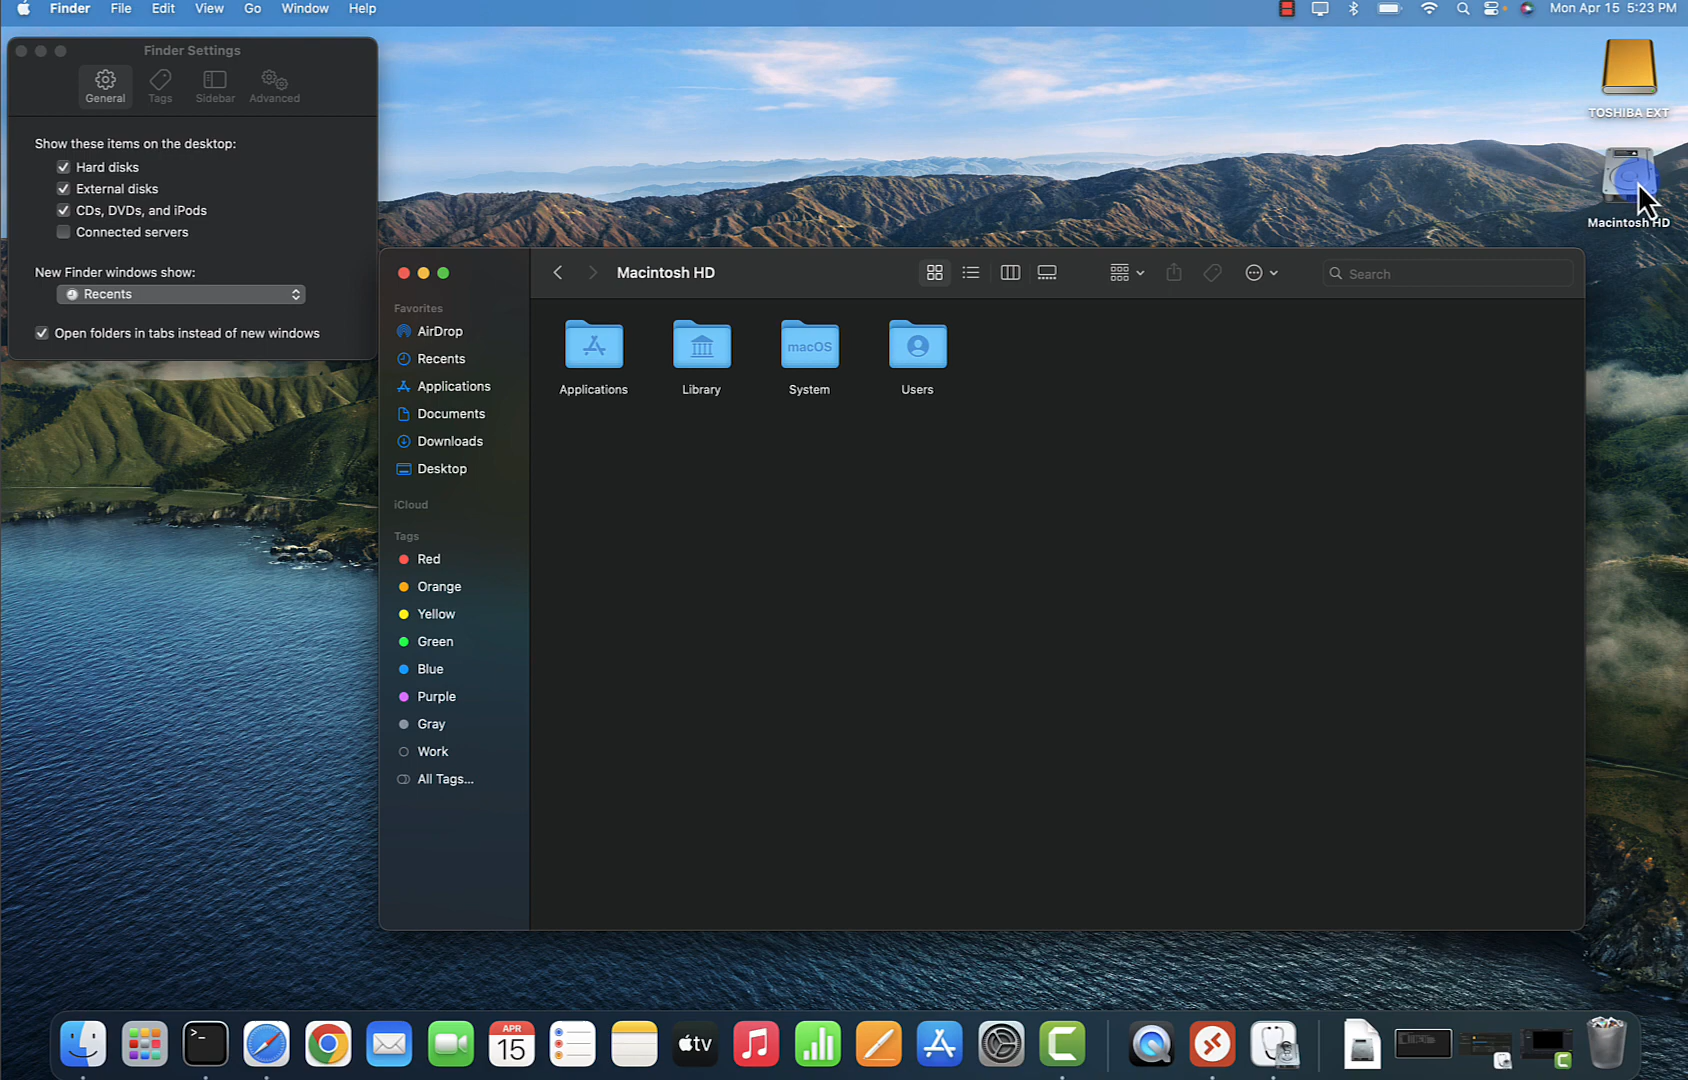 Finder File Edit View Go Window Help
Mon Apr 15 5:23 PM
Finder Settings
General Tags Sidebar Advanced
Show these items on the desktop:
Hard disks
External disks
CDs, DVDs, and iPods
Connected servers
New Finder windows show:
Recents
Open folders in tabs instead of new windows
TOSHIBA EXT
Macintosh HD
Macintosh HD
Search
Favorites
AirDrop
Recents
Applications
Documents
Downloads
Desktop
iCloud
Tags
Red
Orange
Yellow
Green
Blue
Purple
Gray
Work
All Tags...
macOS
Applications Library System Users
>_
APR
15
tv